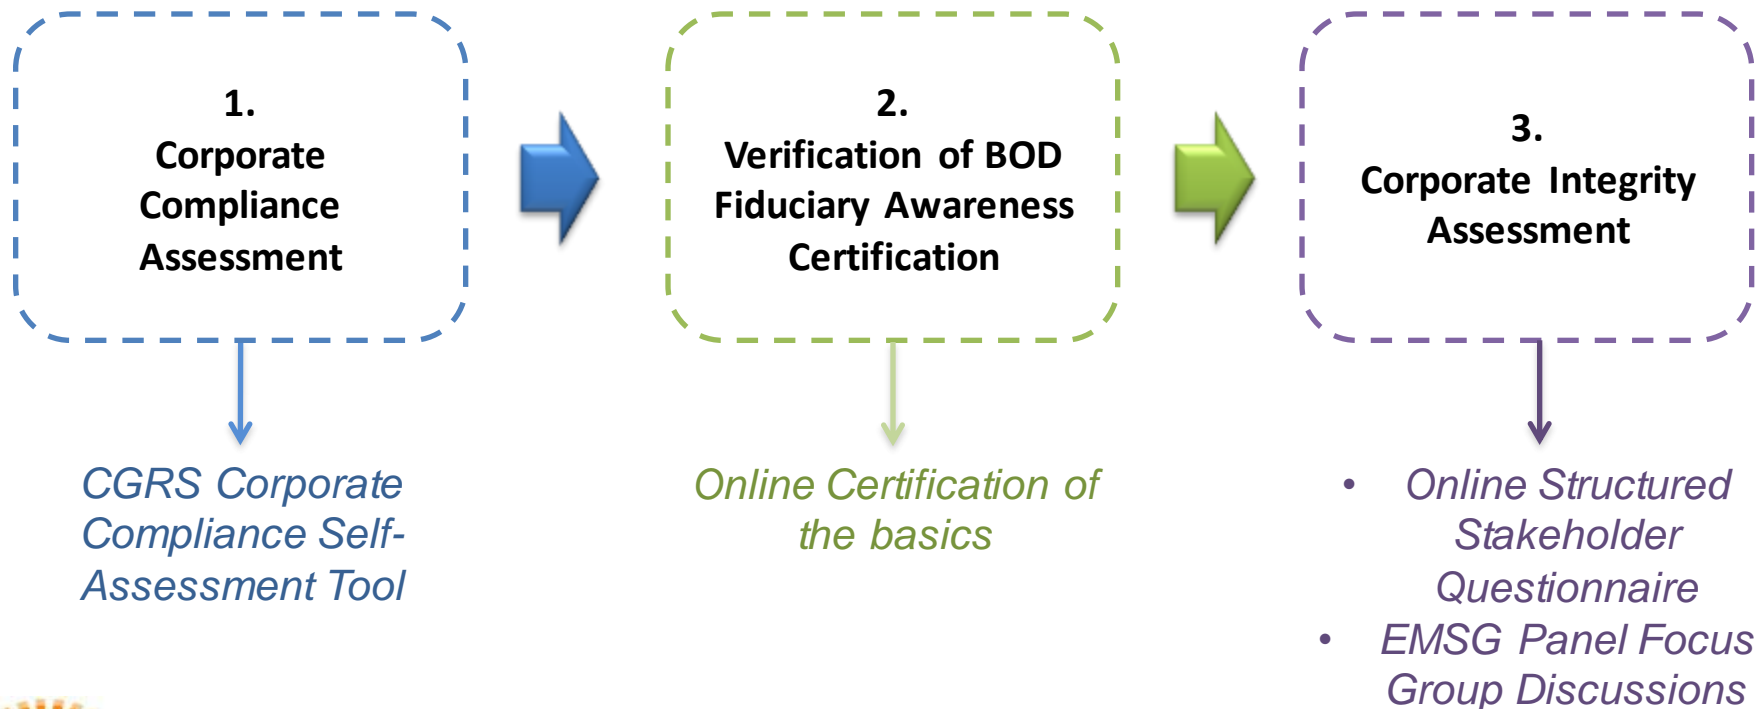 1.
Corporate
Compliance
Assessment
2.
Verification of BOD
Fiduciary Awareness
Certification
3.
Corporate Integrity
Assessment
CGRS Corporate
Compliance Self-
Assessment Tool
Online Certification of
the basics
• Online Structured
Stakeholder
Questionnaire
• EMSG Panel Focus
Group Discussions